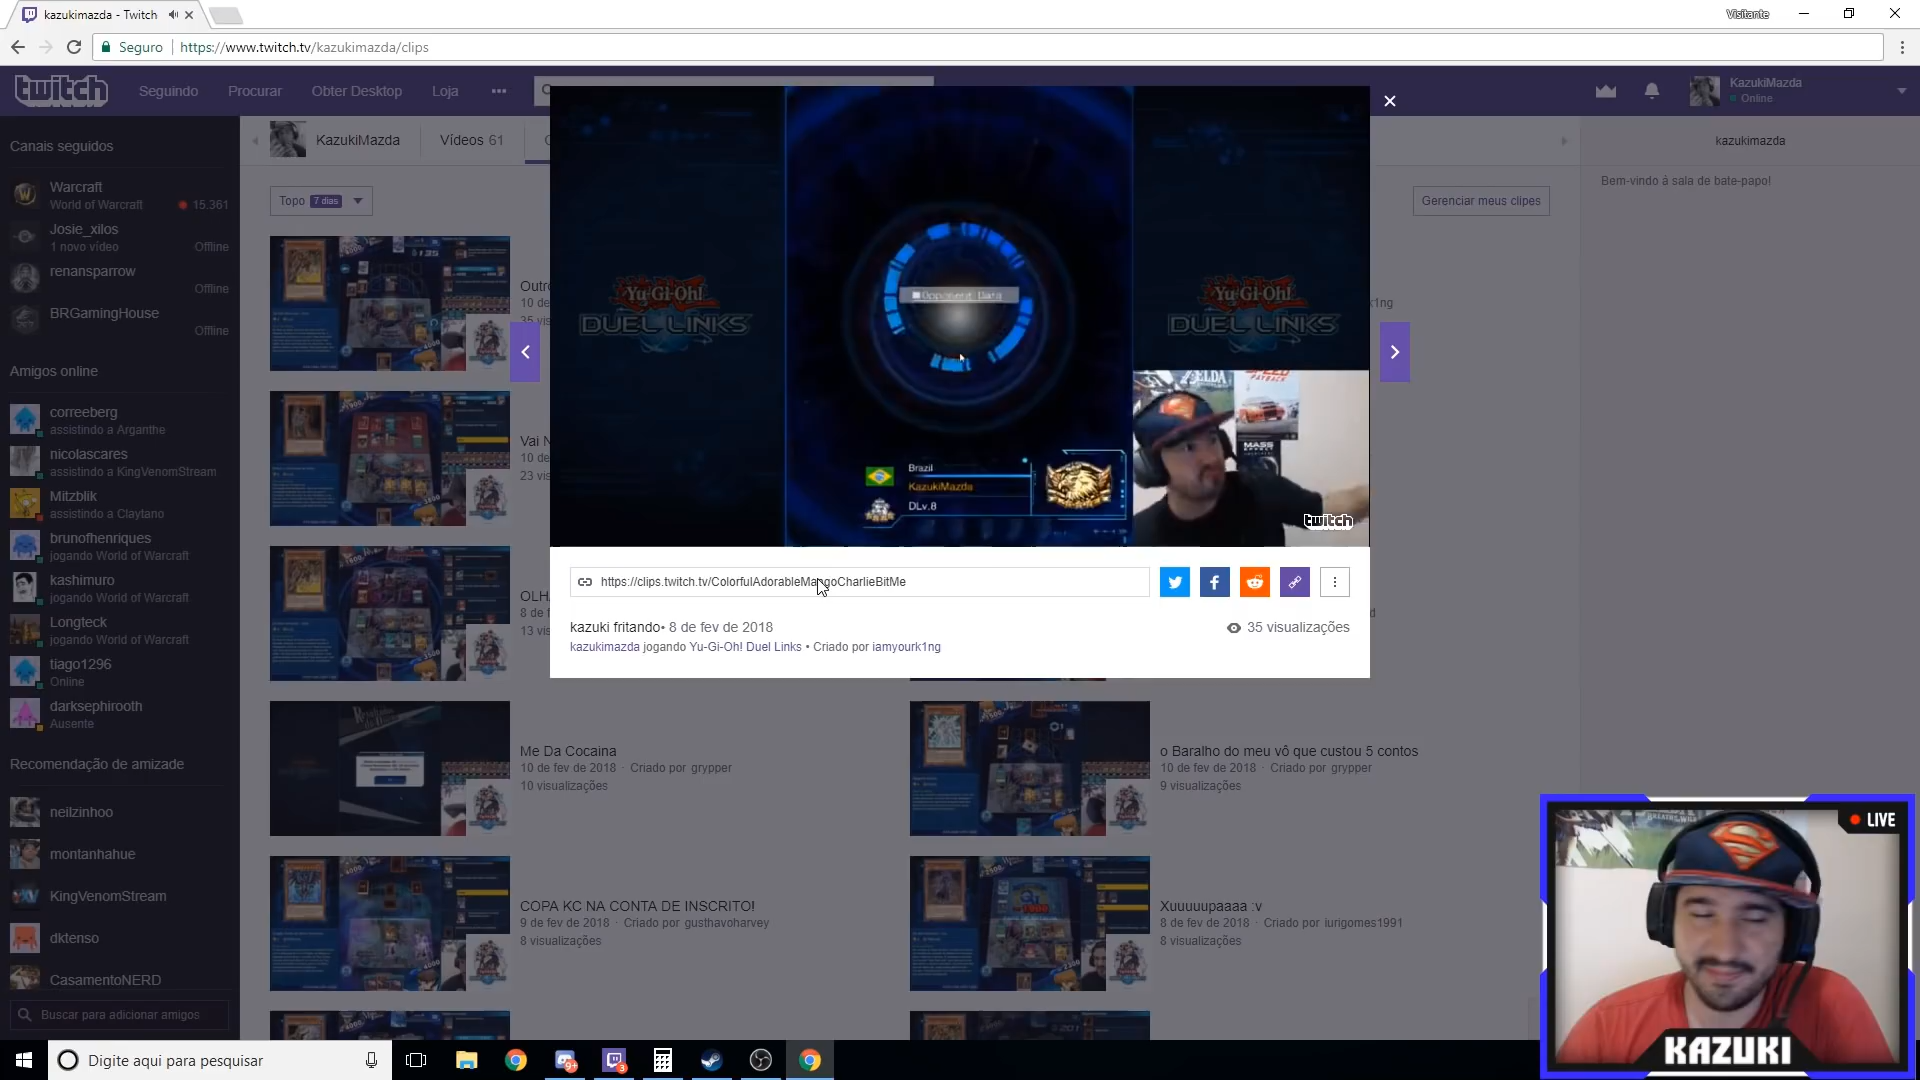 kazukimazda - Twitch
Visitante
Seguro
https://www.twitch.tv/kazukimazda/clips
twitch
Seguindo
Procurar
Obter Desktop
Loja
KazukiMazda
Online
Canais seguidos
Warcraft
World of Warcraft
15.361
Josie_xilos
1 novo vídeo
Offline
renansparrow
Offline
BRGamingHouse
Offline
Amigos online
correeberg
assistindo a Arganthe
nicolascares
assistindo a KingVenomStream
Mitzblik
assistindo a Claytano
brunofhenriques
jogando World of Warcraft
kashimuro
jogando World of Warcraft
Longteck
jogando World of Warcraft
tiago1296
Online
darksephirooth
Ausente
Recomendação de amizade
neilzinhoo
montanhahue
KingVenomStream
dktenso
CasamentoNERD
Buscar para adicionar amigos
KazukiMazda
Vídeos 61
Topo 7 dias
Gerenciar meus clipes
kazukimazda
Bem-vindo à sala de bate-papo!
Yu-Gi-Oh!
DUEL LINKS
Yu-Gi-Oh!
DUEL LINKS
Opponent Data
Brazil
KazukiMazda
DLv.8
twitch
https://clips.twitch.tv/ColorfulAdorableMangoCharlieBitMe
kazuki fritando• 8 de fev de 2018
35 visualizações
kazukimazda jogando Yu-Gi-Oh! Duel Links • Criado por iamyourk1ng
Me Da Cocaina
10 de fev de 2018 · Criado por grypper
10 visualizações
o Baralho do meu vô que custou 5 contos
10 de fev de 2018 · Criado por grypper
9 visualizações
COPA KC NA CONTA DE INSCRITO!
9 de fev de 2018 · Criado por gusthavoharvey
8 visualizações
Xuuuuupaaaa :v
8 de fev de 2018 · Criado por iurigomes1991
8 visualizações
LIVE
KAZUKI
Digite aqui para pesquisar